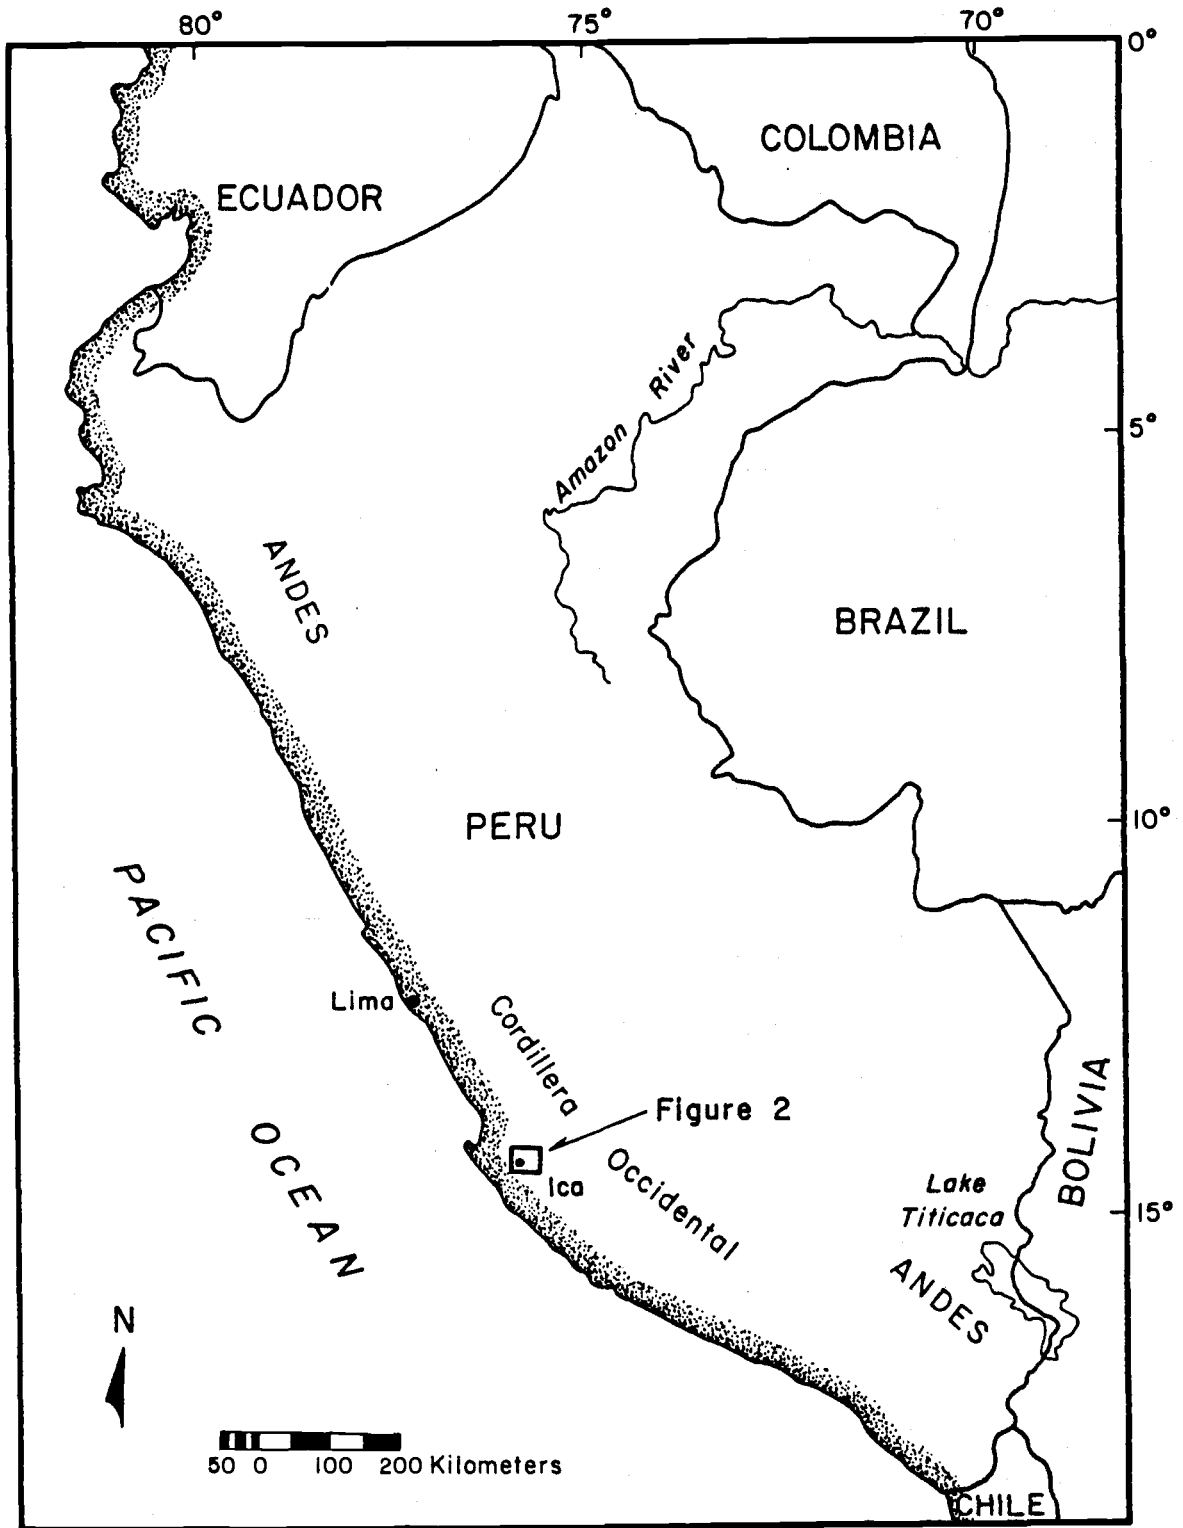 80° 75° 70°
0°
COLOMBIA
ECUADOR
Amazon River
5°
ANDES
BRAZIL
PERU
10°
PACIFIC
OCEAN
Lima
Cordillera
Occidental
Figure 2
Ica
BOLIVIA
Lake
Titicaca
15°
ANDES
N
50 0 100 200 Kilometers
CHILE